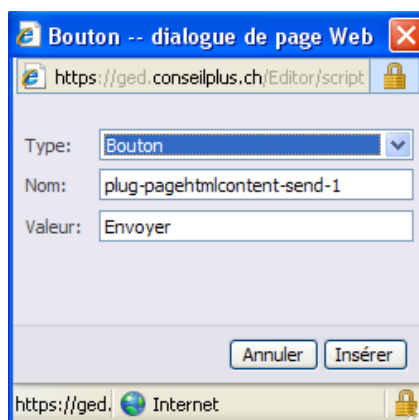 Bouton -- dialogue de page Web
https://ged.conseilplus.ch/Editor/script
Type: Bouton
Nom: plug-pagehtmlcontent-send-1
Valeur: Envoyer
Annuler Insérer
https://ged. Internet